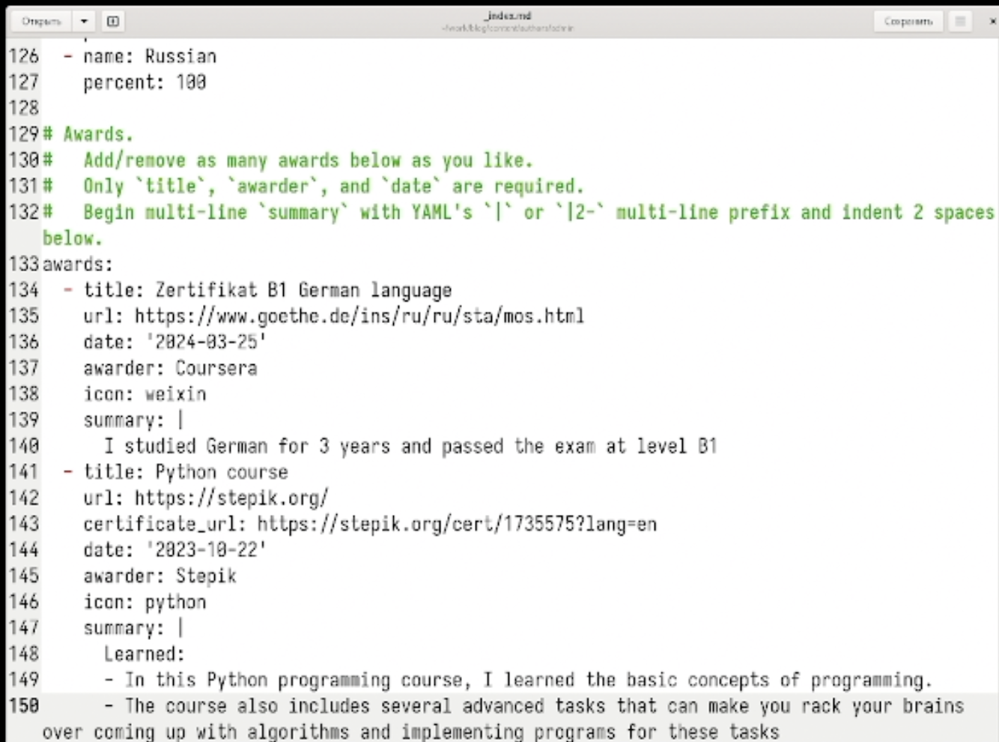 Открыть
_index.md
~/work/blog/content/authors/admin
Сохранить
126 - name: Russian
127 percent: 100
128
129 # Awards.
130 # Add/remove as many awards below as you like.
131 # Only `title`, `awarder`, and `date` are required.
132 # Begin multi-line `summary` with YAML's `|` or `|2-` multi-line prefix and indent 2 spaces
below.
133 awards:
134 - title: Zertifikat B1 German language
135 url: https://www.goethe.de/ins/ru/ru/sta/mos.html
136 date: '2024-03-25'
137 awarder: Coursera
138 icon: weixin
139 summary: |
140 I studied German for 3 years and passed the exam at level B1
141 - title: Python course
142 url: https://stepik.org/
143 certificate_url: https://stepik.org/cert/1735575?lang=en
144 date: '2023-10-22'
145 awarder: Stepik
146 icon: python
147 summary: |
148 Learned:
149 - In this Python programming course, I learned the basic concepts of programming.
150 - The course also includes several advanced tasks that can make you rack your brains
over coming up with algorithms and implementing programs for these tasks